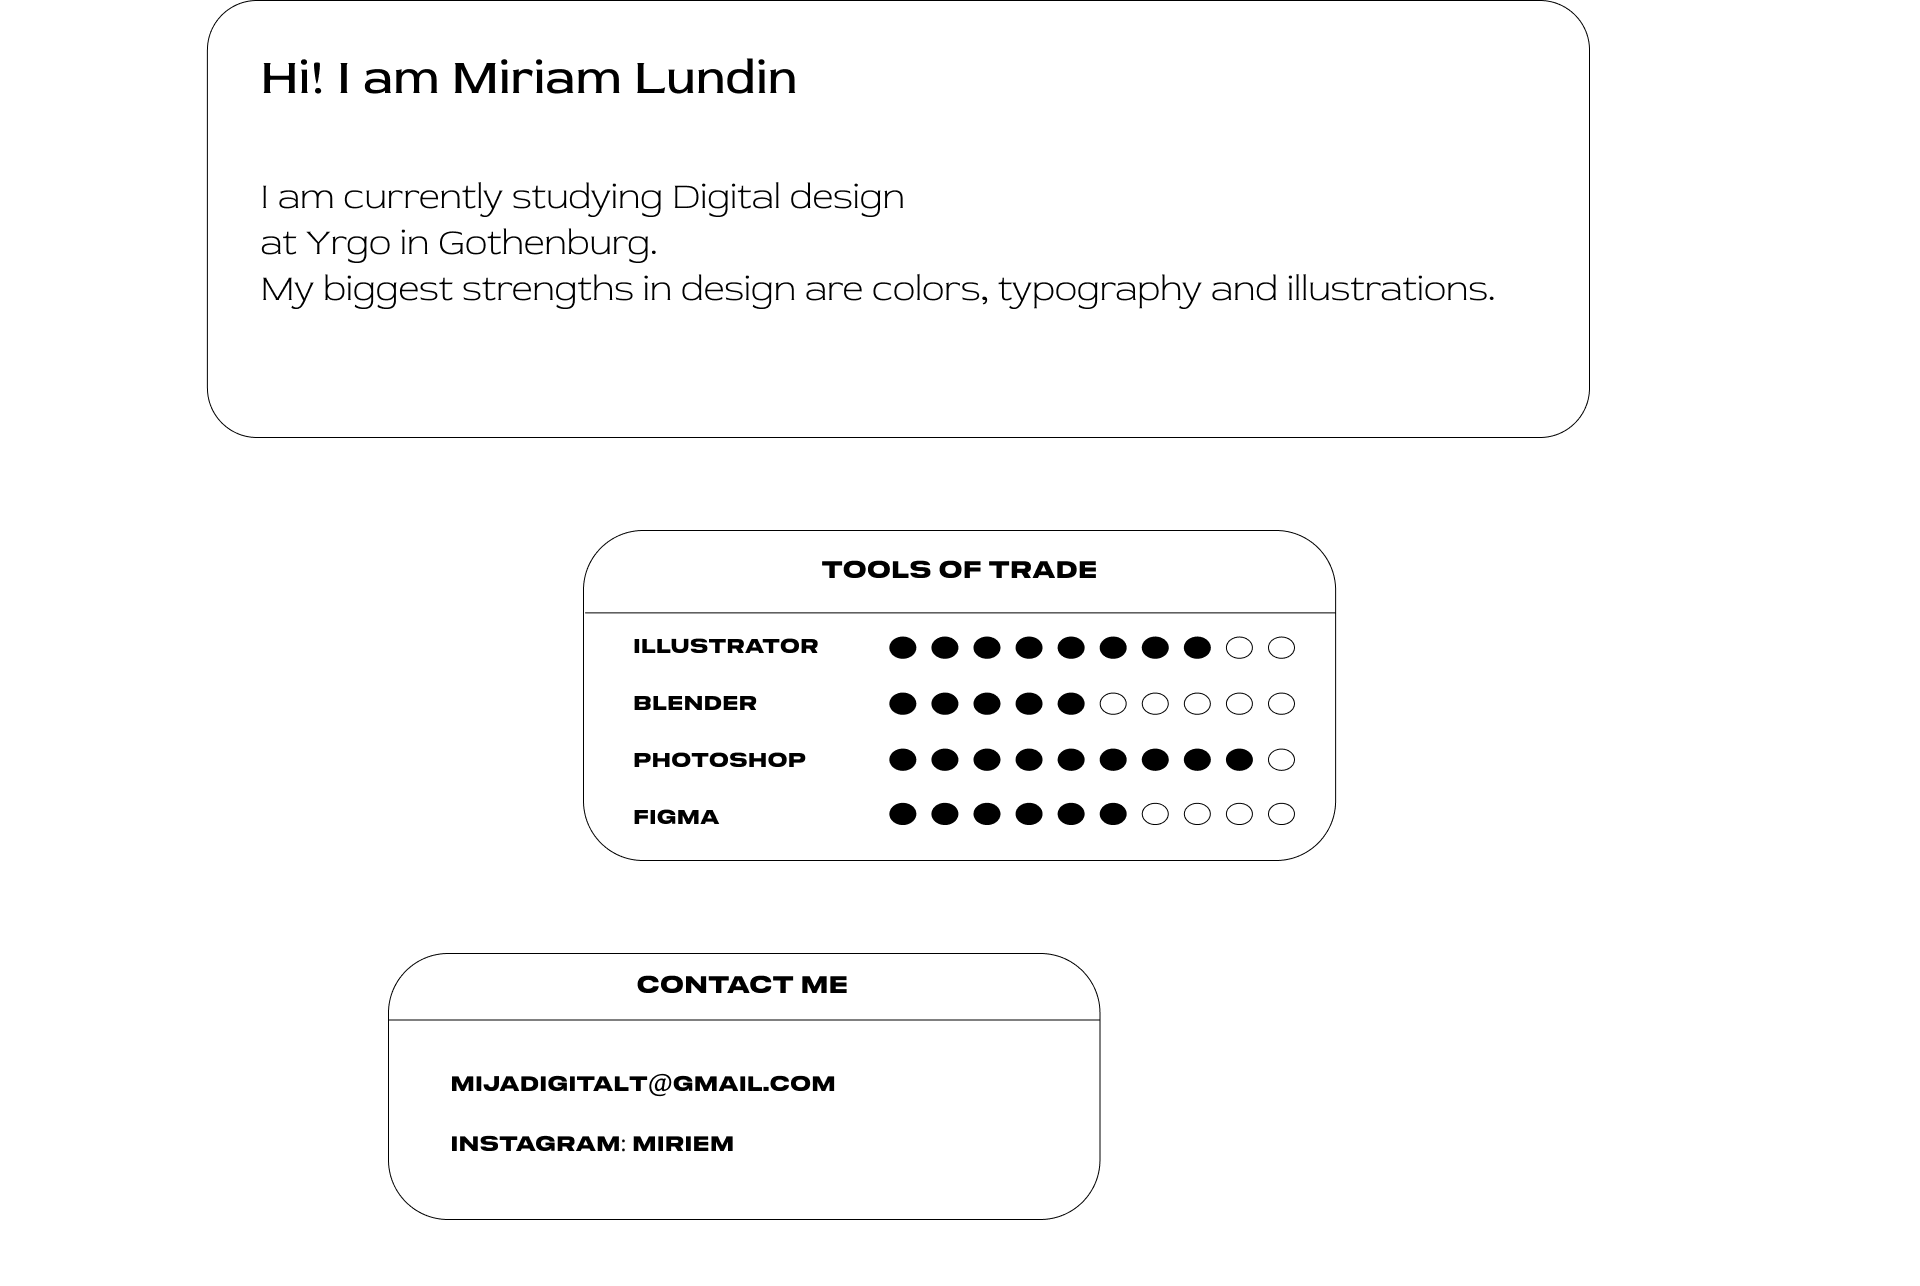 Hi! I am Miriam Lundin
I am currently studying Digital design
at Yrgo in Gothenburg.
My biggest strengths in design are colors, typography and illustrations.
TOOLS OF TRADE
ILLUSTRATOR
BLENDER
PHOTOSHOP
FIGMA
CONTACT ME
MIJADIGITALT@GMAIL.COM
INSTAGRAM: MIRIEM